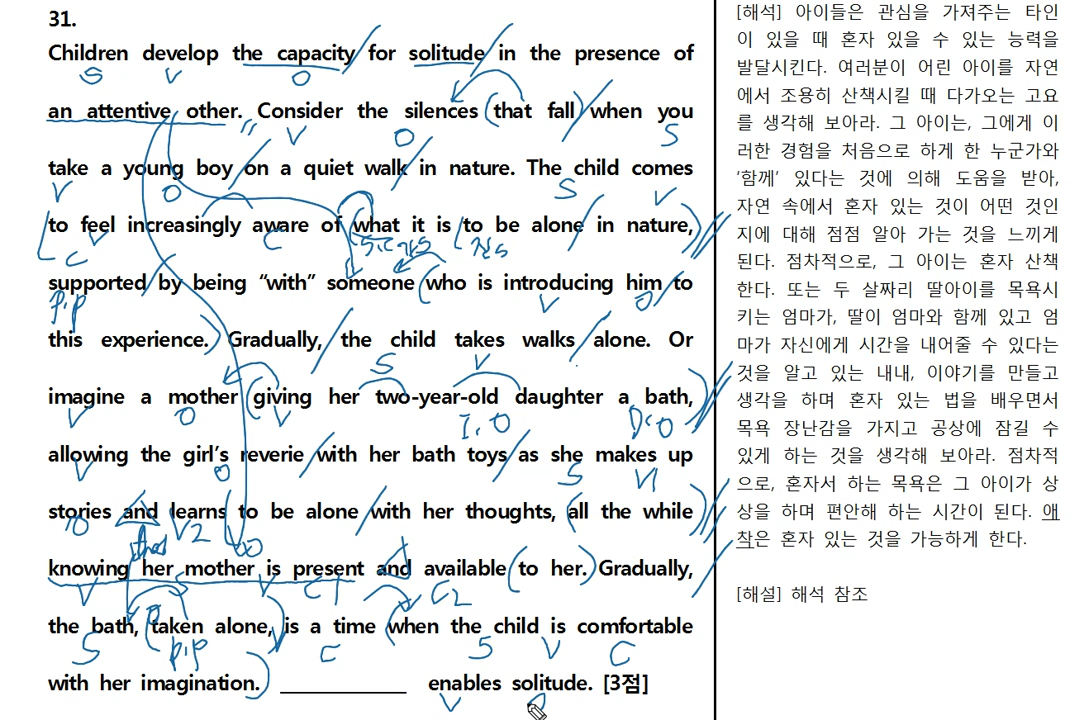 31.
Children develop the capacity for solitude in the presence of
S V O
an attentive other. Consider the silences (that fall) when you
V O S
take a young boy on a quiet walk in nature. The child comes
V O S V
to feel increasingly aware of what it is to be alone in nature,
V C C
supported by being “with” someone (who is introducing him to
p.p V O
this experience.) Gradually, the child takes walks alone. Or
S V
imagine a mother (giving her two-year-old daughter a bath,
V O V I.O D.O
allowing the girl’s reverie with her bath toys as she makes up
V O S V1
stories and learns to be alone with her thoughts, (all the while
O V2 O
knowing her mother is present and available (to her.) Gradually,
V V C1 C2
the bath, (taken alone,) is a time (when the child is comfortable
S p.p C S V C
with her imagination.) ____________ enables solitude. [3점]
V O
[해석] 아이들은 관심을 가져주는 타인
이 있을 때 혼자 있을 수 있는 능력을
발달시킨다. 여러분이 어린 아이를 자연
에서 조용히 산책시킬 때 다가오는 고요
를 생각해 보아라. 그 아이는, 그에게 이
러한 경험을 처음으로 하게 한 누군가와
‘함께’ 있다는 것에 의해 도움을 받아,
자연 속에서 혼자 있는 것이 어떤 것인
지에 대해 점점 알아 가는 것을 느끼게
된다. 점차적으로, 그 아이는 혼자 산책
한다. 또는 두 살짜리 딸아이를 목욕시
키는 엄마가, 딸이 엄마와 함께 있고 엄
마가 자신에게 시간을 내어줄 수 있다는
것을 알고 있는 내내, 이야기를 만들고
생각을 하며 혼자 있는 법을 배우면서
목욕 장난감을 가지고 공상에 잠길 수
있게 하는 것을 생각해 보아라. 점차적
으로, 혼자서 하는 목욕은 그 아이가 상
상을 하며 편안해 하는 시간이 된다. 애
착은 혼자 있는 것을 가능하게 한다.
[해설] 해석 참조